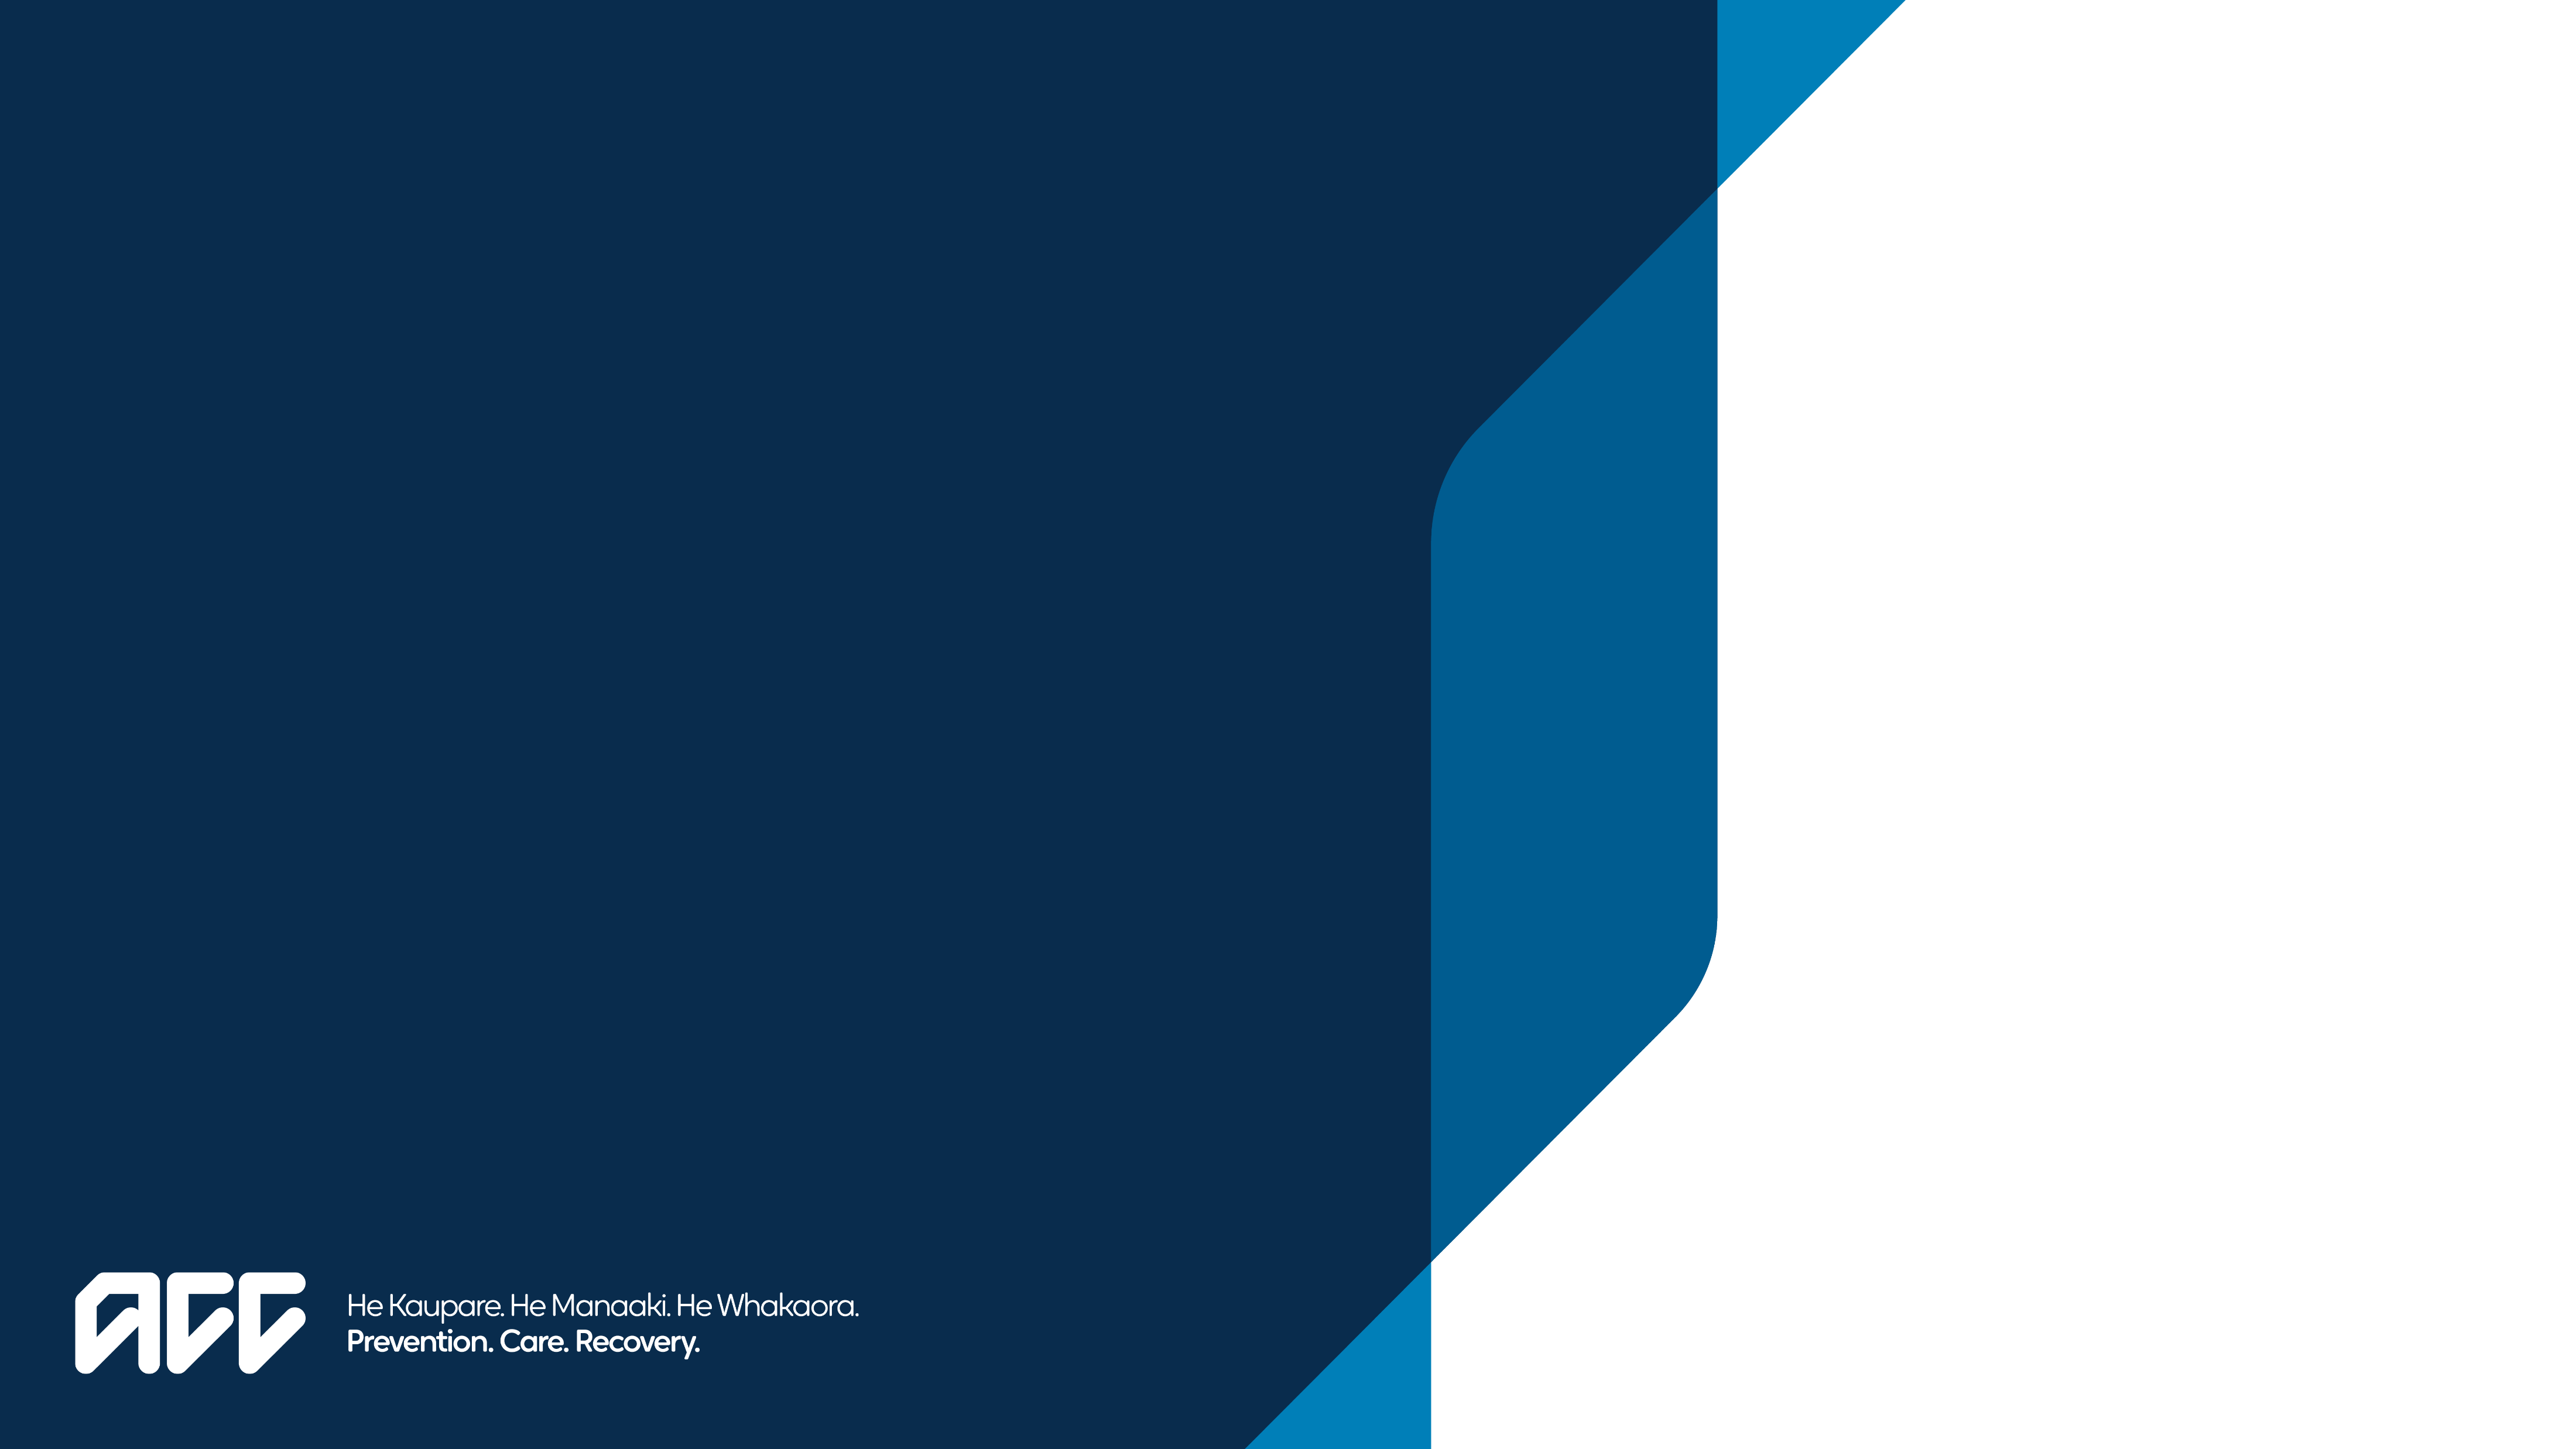 acc
He Kaupare. He Manaaki. He Whakaora.
Prevention. Care. Recovery.